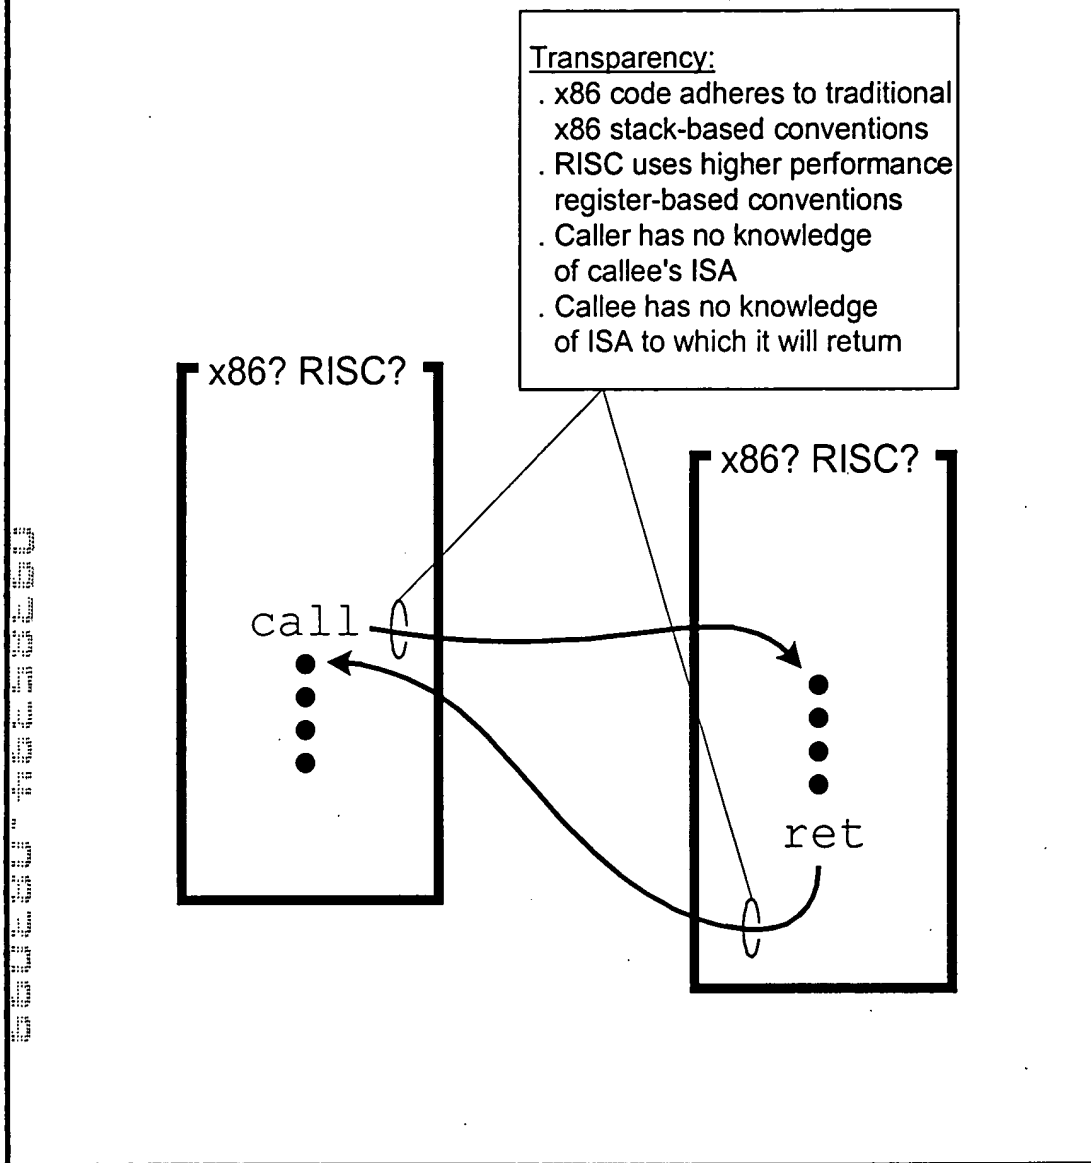 Transparency:
. x86 code adheres to traditional
x86 stack-based conventions
. RISC uses higher performance
register-based conventions
. Caller has no knowledge
of callee's ISA
. Callee has no knowledge
of ISA to which it will return
x86? RISC?
x86? RISC?
call
ret